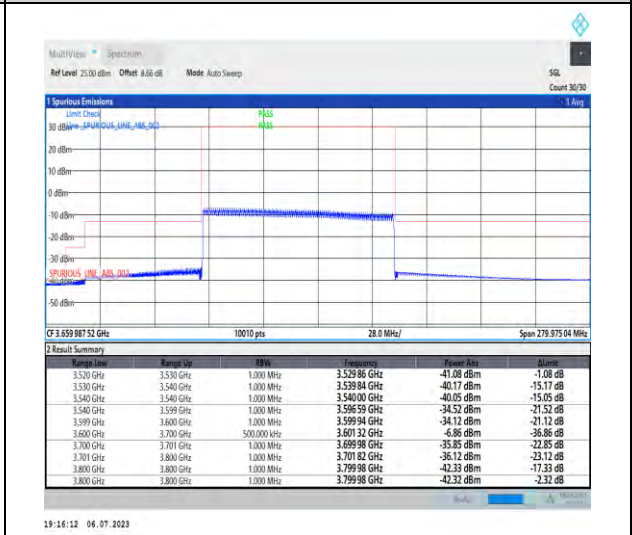 MultiView Spectrum
Ref Level 25.00 dBm Offset 8.66 dB Mode Auto Sweep SGL
Count 30/30
1 Spurious Emissions 1 Avg
Limit Check PASS
30 dBm Line _SPURIOUS_LINE_ABS_002 PASS
20 dBm
10 dBm
0 dBm
-10 dBm
-20 dBm
-30 dBm
SPURIOUS_LINE_ABS_002
-40 dBm
-50 dBm
CF 3.659 987 52 GHz 10010 pts 28.0 MHz/ Span 279.975 04 MHz
2 Result Summary
Range Low Range Up RBW Frequency Power Abs ΔLimit
3.520 GHz 3.530 GHz 1.000 MHz 3.529 86 GHz -41.08 dBm -1.08 dB
3.530 GHz 3.540 GHz 1.000 MHz 3.539 84 GHz -40.17 dBm -15.17 dB
3.540 GHz 3.540 GHz 1.000 MHz 3.540 00 GHz -40.05 dBm -15.05 dB
3.540 GHz 3.599 GHz 1.000 MHz 3.596 59 GHz -34.52 dBm -21.52 dB
3.599 GHz 3.600 GHz 1.000 MHz 3.599 94 GHz -34.12 dBm -21.12 dB
3.600 GHz 3.700 GHz 500.000 kHz 3.601 32 GHz -6.86 dBm -36.86 dB
3.700 GHz 3.701 GHz 1.000 MHz 3.699 98 GHz -35.85 dBm -22.85 dB
3.701 GHz 3.800 GHz 1.000 MHz 3.701 82 GHz -36.12 dBm -23.12 dB
3.800 GHz 3.800 GHz 1.000 MHz 3.799 98 GHz -42.33 dBm -17.33 dB
3.800 GHz 3.800 GHz 1.000 MHz 3.799 98 GHz -42.32 dBm -2.32 dB
Ready
19:16:12 06.07.2023